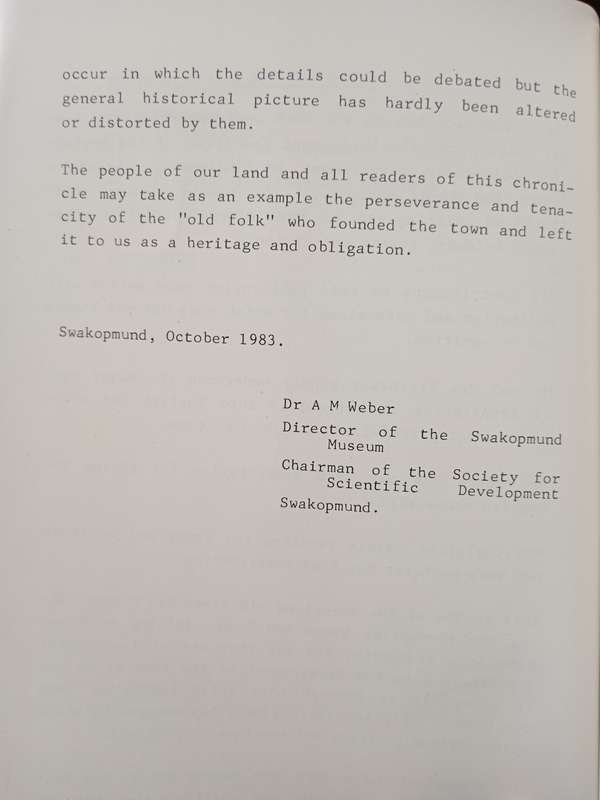 occur in which the details could be debated but the
general historical picture has hardly been altered
or distorted by them.
The people of our land and all readers of this chroni-
cle may take as an example the perseverance and tena-
city of the "old folk" who founded the town and left
it to us as a heritage and obligation.
Swakopmund, October 1983.
Dr A M Weber
Director of the Swakopmund
Museum
Chairman of the Society for
Scientific Development
Swakopmund.